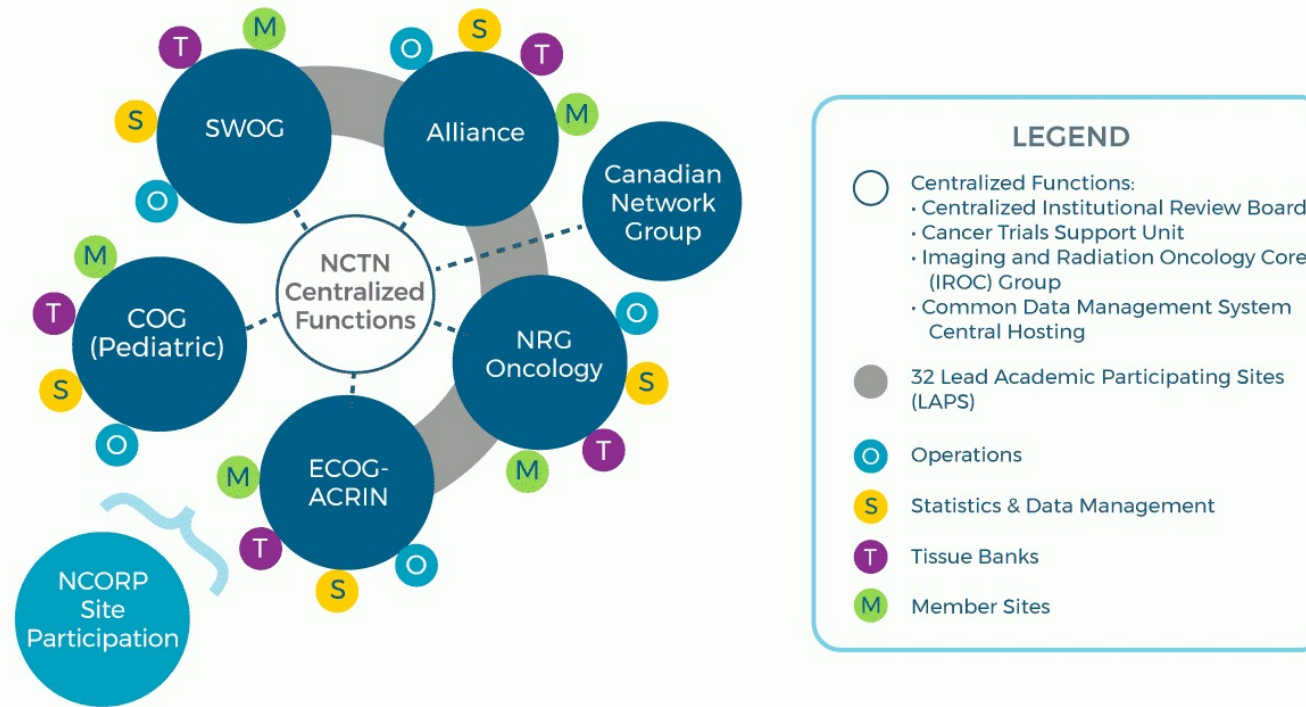 M
T
S
O
SWOG
O
S
T
M
Alliance
Canadian
Network
Group
NCTN
Centralized
Functions
M
T
S
O
COG
(Pediatric)
O
S
T
M
NRG
Oncology
M
T
S
O
ECOG-
ACRIN
NCORP
Site
Participation
LEGEND
Centralized Functions:
· Centralized Institutional Review Board
· Cancer Trials Support Unit
· Imaging and Radiation Oncology Core
(IROC) Group
· Common Data Management System
Central Hosting
32 Lead Academic Participating Sites
(LAPS)
O Operations
S Statistics & Data Management
T Tissue Banks
M Member Sites